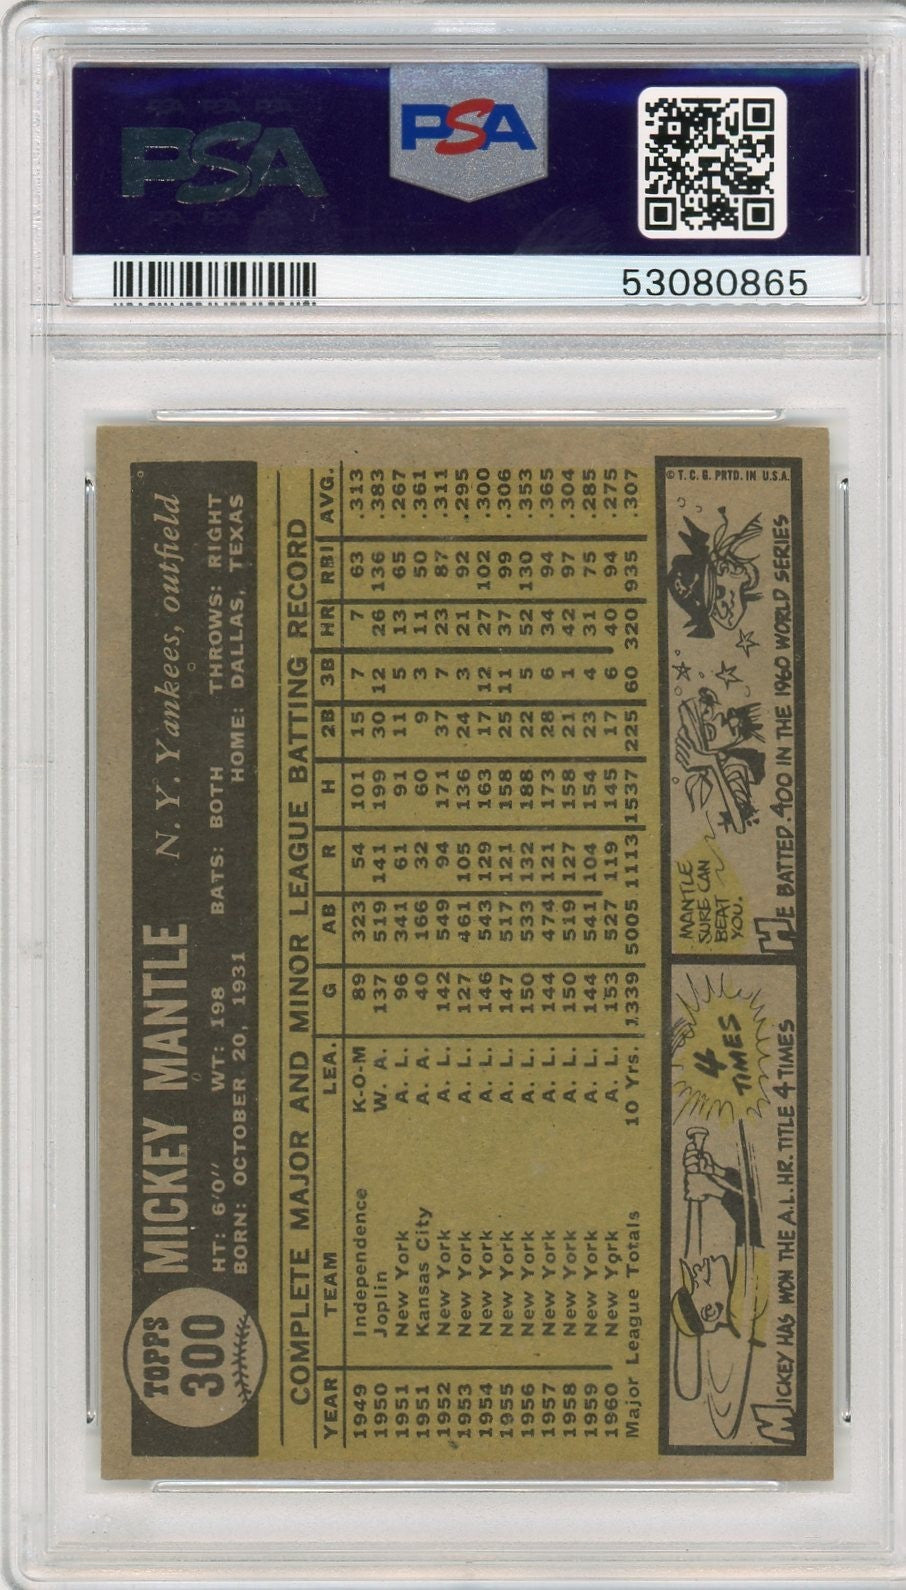 PSA PSA PSA
PSA
PSA PSA PSA
PSA
53080865
TOPPS
300
MICKEY MANTLE N. Y. Yankees, outfield
HT: 6'0" WT: 198 BATS: BOTH THROWS: RIGHT
BORN: OCTOBER 20, 1931 HOME: DALLAS, TEXAS
COMPLETE MAJOR AND MINOR LEAGUE BATTING RECORD
YEAR TEAM LEA. G AB R H 2B 3B HR RBI AVG.
1949 Independence K-O-M 89 323 54 101 15 7 7 63 .313
1950 Joplin W. A. 137 519 141 199 30 12 26 136 .383
1951 New York A. L. 96 341 61 91 11 5 13 65 .267
1951 Kansas City A. A. 40 166 32 60 9 3 11 50 .361
1952 New York A. L. 142 549 94 171 37 7 23 87 .311
1953 New York A. L. 127 461 105 136 24 3 21 92 .295
1954 New York A. L. 146 543 129 163 17 12 27 102 .300
1955 New York A. L. 147 517 121 158 25 11 37 99 .306
1956 New York A. L. 150 533 132 188 22 5 52 130 .353
1957 New York A. L. 144 474 121 173 28 6 34 94 .365
1958 New York A. L. 150 519 127 158 21 1 42 97 .304
1959 New York A. L. 144 541 104 154 23 4 31 75 .285
1960 New York A. L. 153 527 119 145 17 6 40 94 .275
Major League Totals 10 Yrs. 1339 5005 1113 1537 225 60 320 935 .307
4
TIMES
MICKEY HAS WON THE A.L. HR. TITLE 4 TIMES
MANTLE
SURE CAN
BEAT
YOU.
HE BATTED .400 IN THE 1960 WORLD SERIES
© T. C. G. PRTD. IN U.S.A.